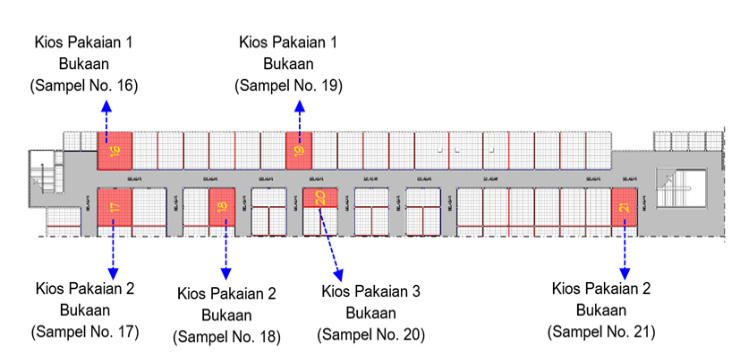 Kios Pakaian 1
Bukaan
(Sampel No. 16)
Kios Pakaian 1
Bukaan
(Sampel No. 19)
16
19
17
18
20
21
Kios Pakaian 2
Bukaan
(Sampel No. 17)
Kios Pakaian 2
Bukaan
(Sampel No. 18)
Kios Pakaian 3
Bukaan
(Sampel No. 20)
Kios Pakaian 2
Bukaan
(Sampel No. 21)